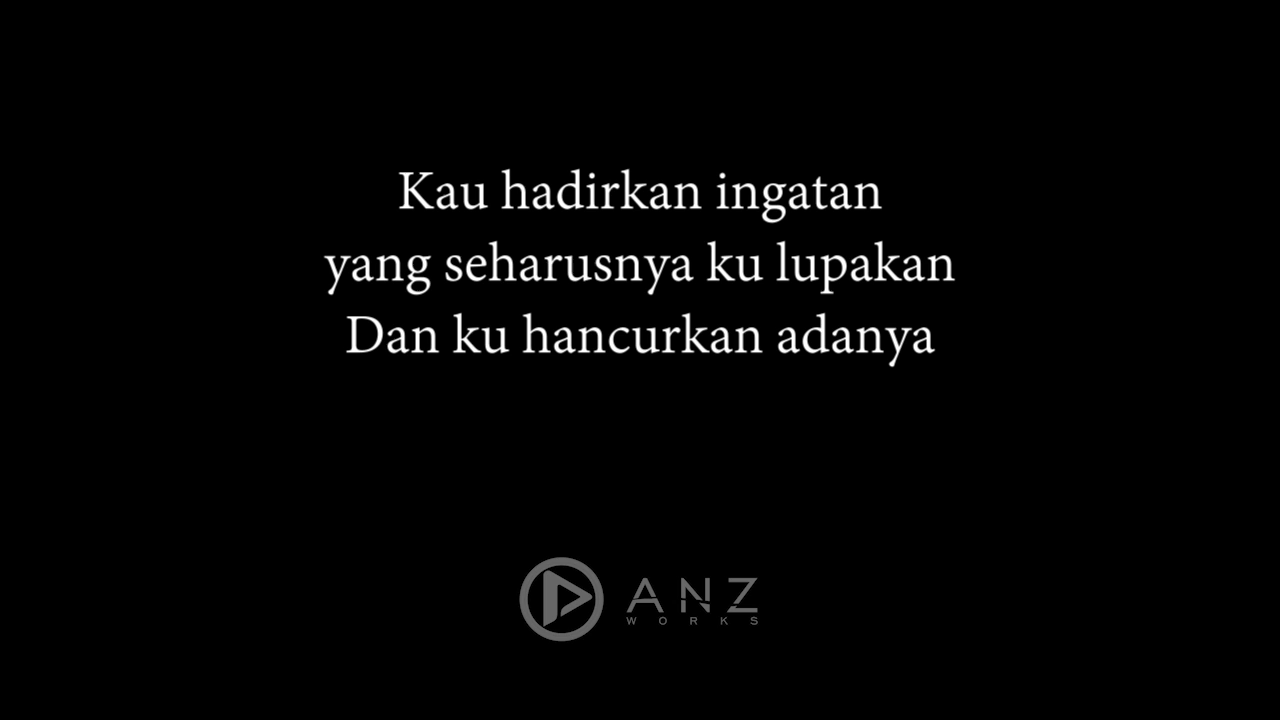 Kau hadirkan ingatan
yang seharusnya ku lupakan
Dan ku hancurkan adanya
ANZ
WORKS